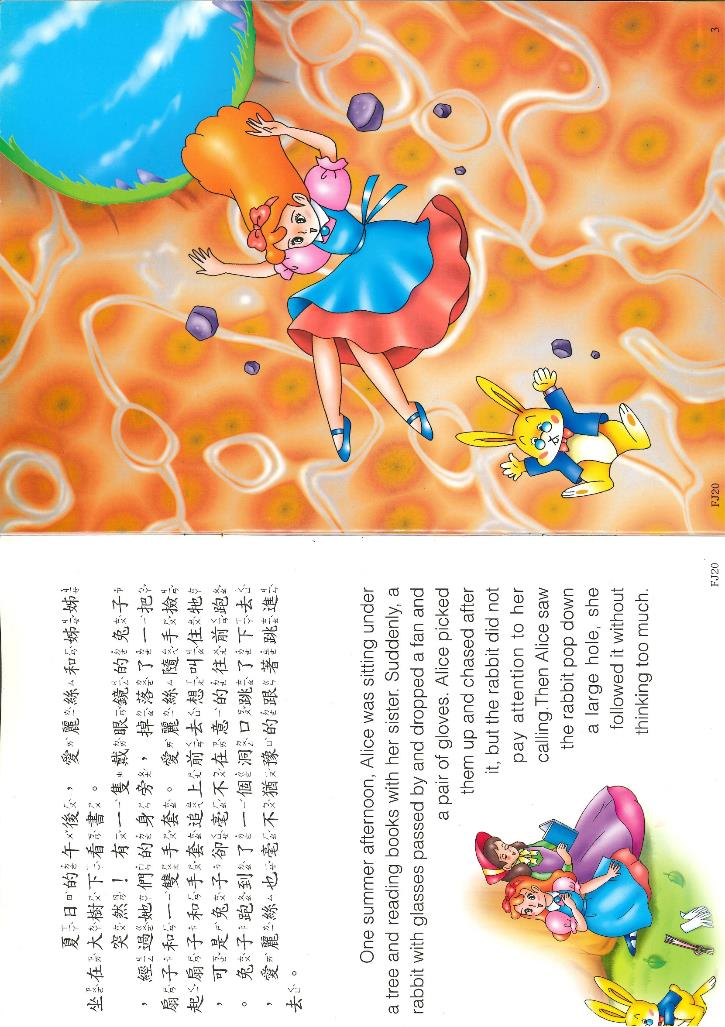 夏日的午後，愛麗絲和姊姊
坐在大樹下看書。
突然！有一隻戴眼鏡的兔子
，經過她們的身旁，掉落了一把
扇子和一雙手套。愛麗絲隨手撿
起扇子和手套追上前去想叫住牠
，可是兔子卻毫不在意的往前跑
。兔子跑到了一個洞口跳了下去
，愛麗絲也毫不猶豫的跟著跳進
去。
One summer afternoon, Alice was sitting under
a tree and reading books with her sister. Suddenly, a
rabbit with glasses passed by and dropped a fan and
a pair of gloves. Alice picked
them up and chased after
it, but the rabbit did not
pay attention to her
calling.Then Alice saw
the rabbit pop down
a large hole, she
followed it without
thinking too much.
FJ20
FJ20
3